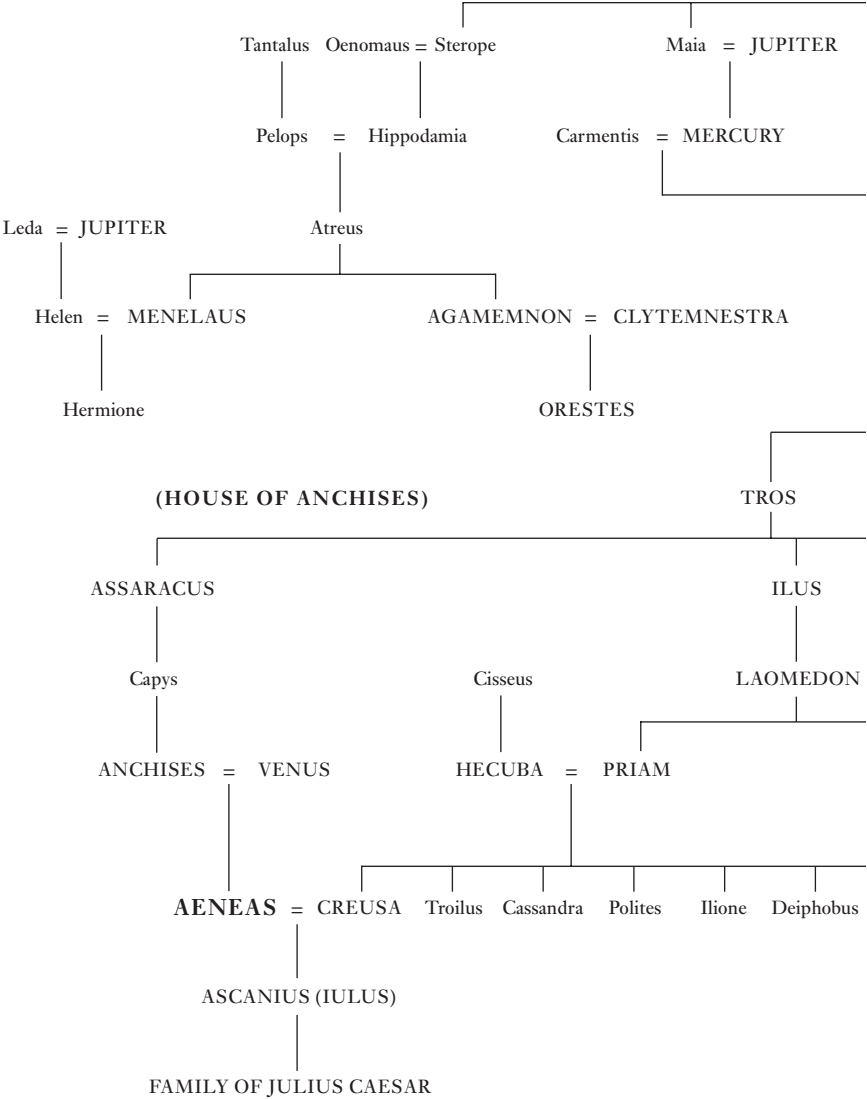 Tantalus Oenomaus = Sterope Maia = JUPITER
Pelops = Hippodamia Carmentis = MERCURY
Leda = JUPITER Atreus
Helen = MENELAUS AGAMEMNON = CLYTEMNESTRA
Hermione ORESTES
(HOUSE OF ANCHISES) TROS
ASSARACUS ILUS
Capys Cisseus LAOMEDON
ANCHISES = VENUS HECUBA = PRIAM
AENEAS = CREUSA Troilus Cassandra Polites Ilione Deiphobus
ASCANIUS (IULUS)
FAMILY OF JULIUS CAESAR